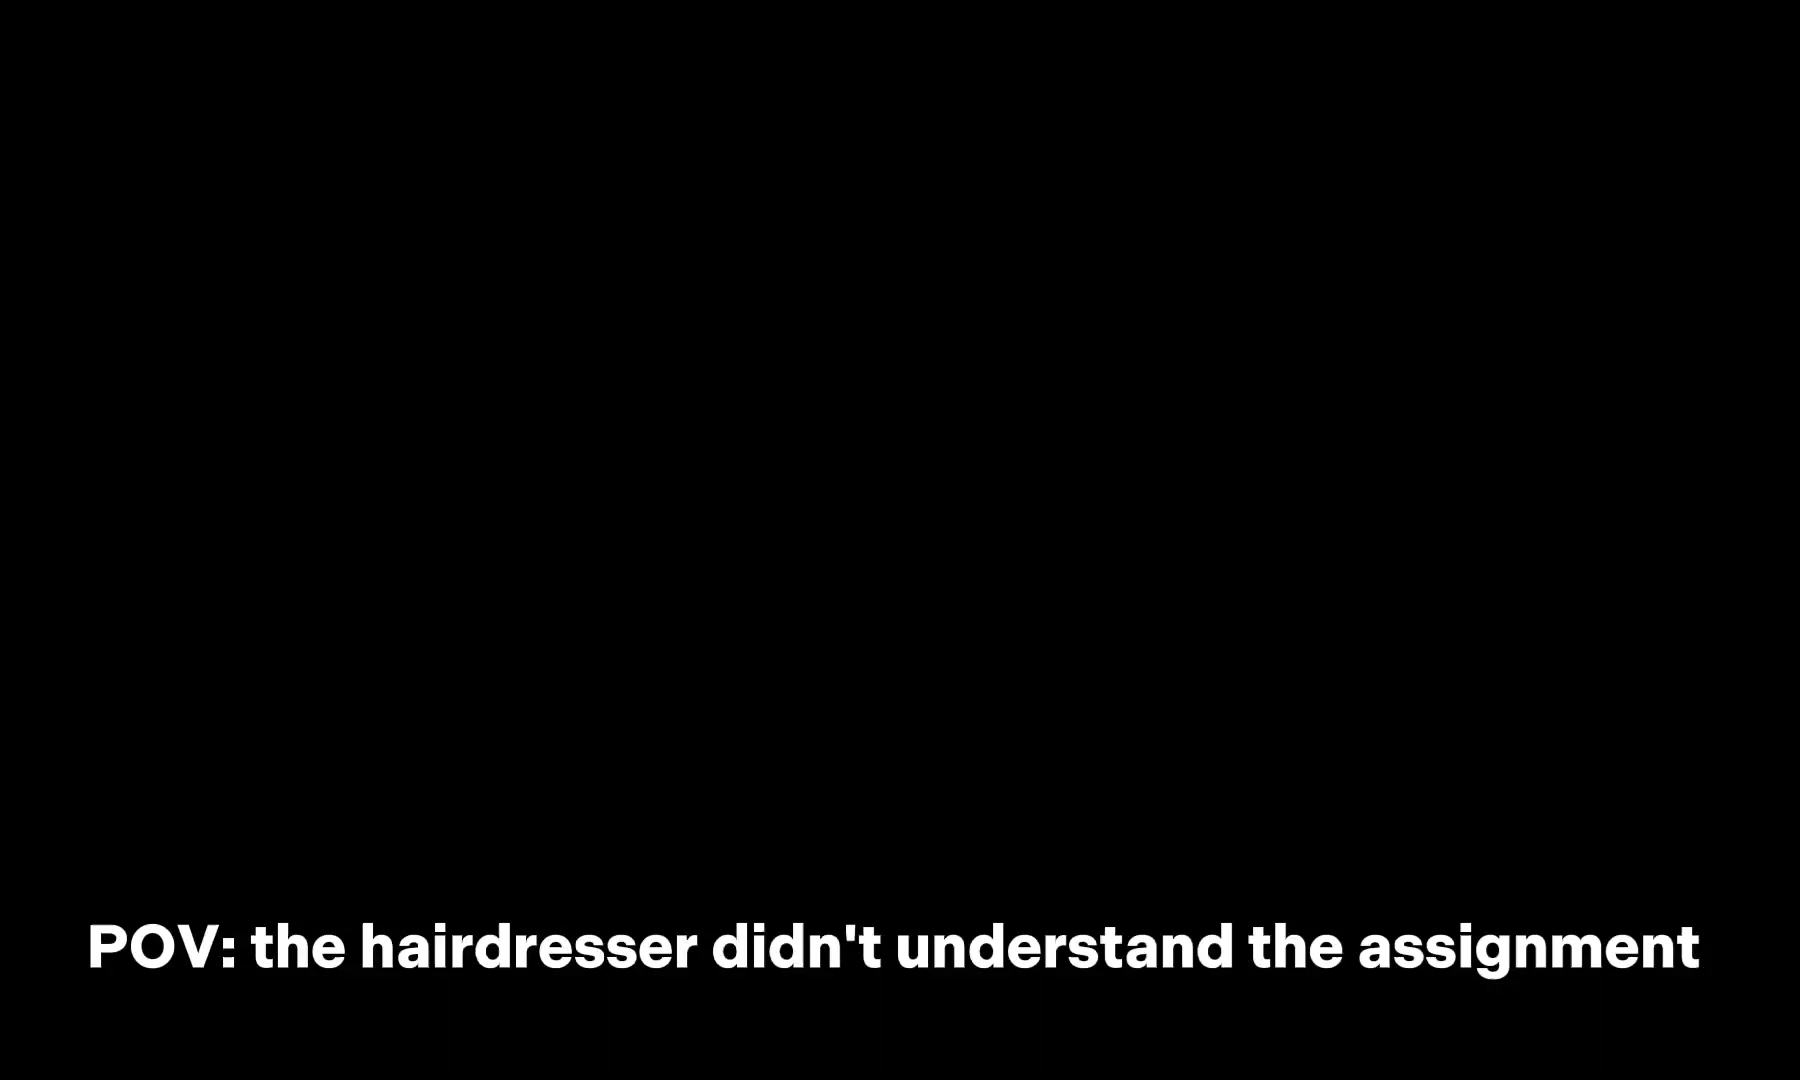 POV: the hairdresser didn't understand the assignment